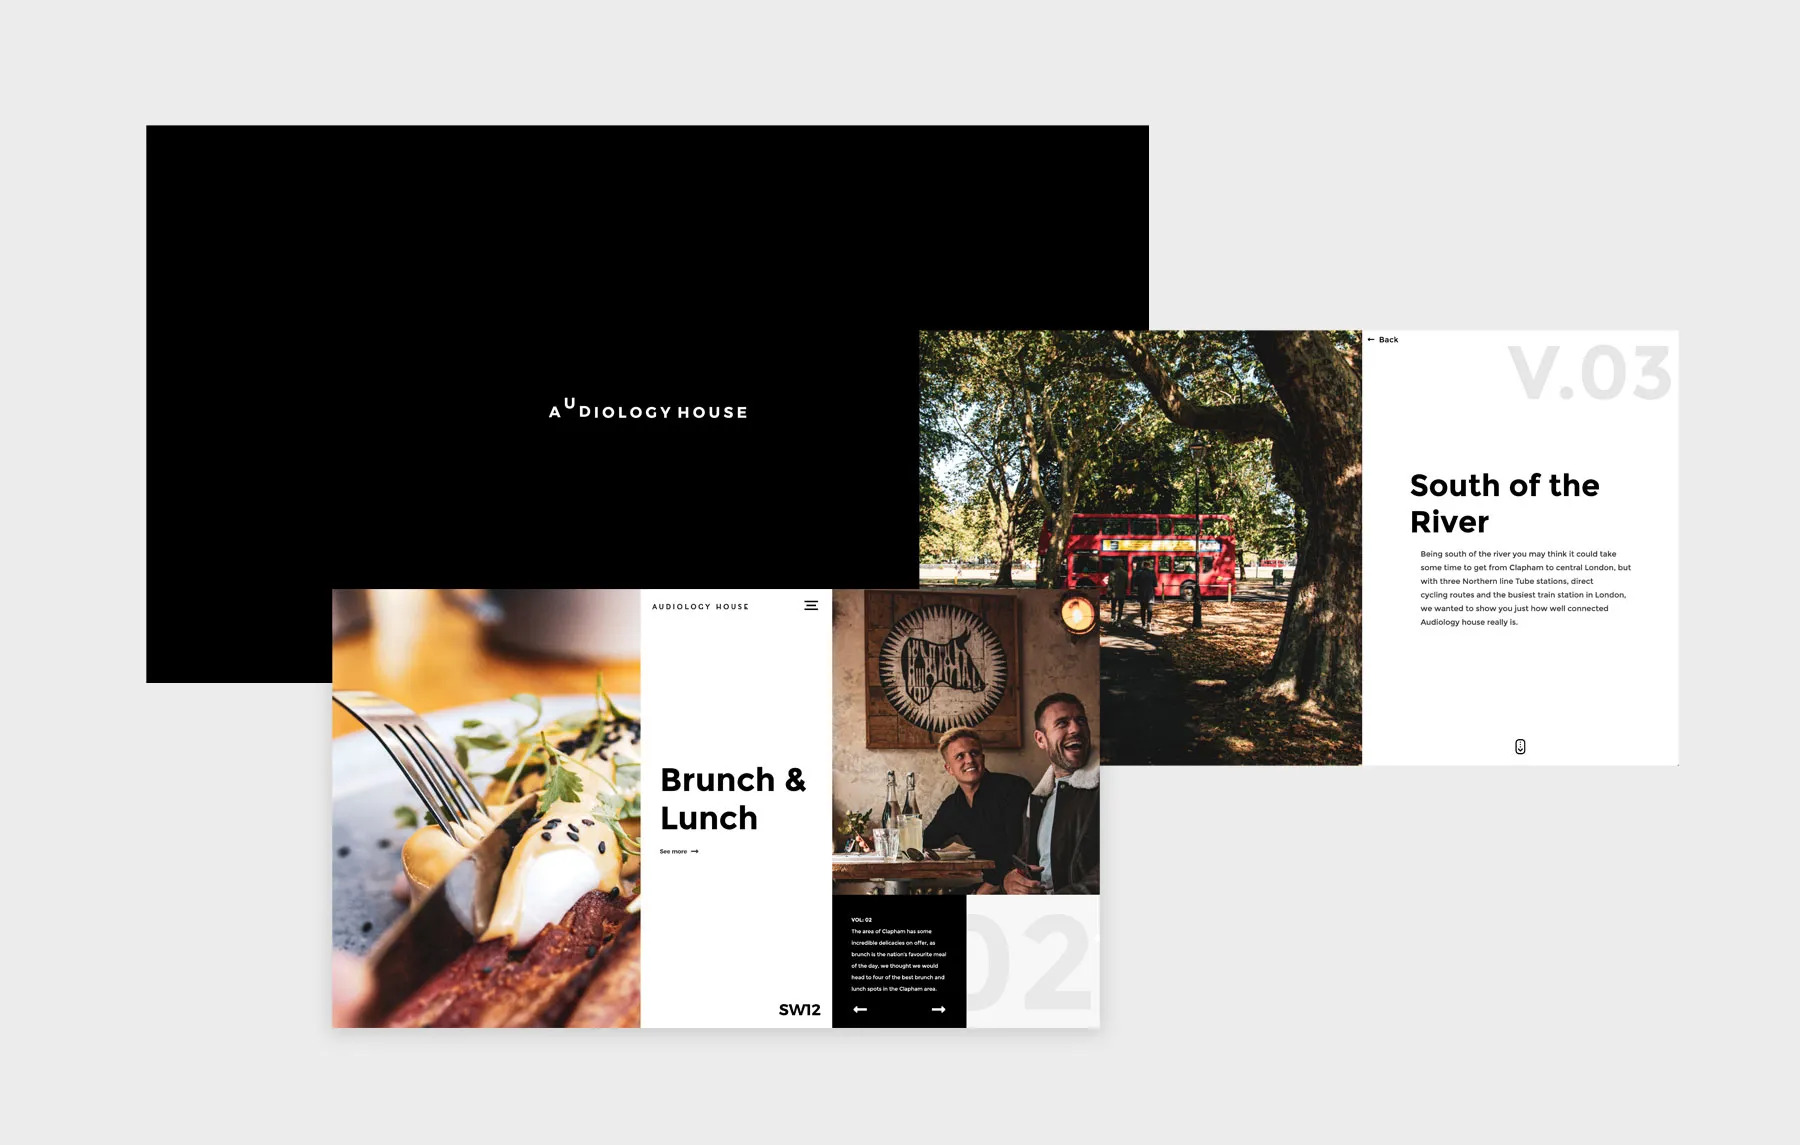 AUDIOLOGY HOUSE
← Back
V.03
South of the
River
Being south of the river you may think it could take
some time to get from Clapham to central London, but
with three Northern line Tube stations, direct
cycling routes and the busiest train station in London,
we wanted to show you just how well connected
Audiology house really is.
AUDIOLOGY HOUSE
Brunch &
Lunch
See more →
SW12
VOL: 02
The area of Clapham has some
incredible delicacies on offer, as
brunch is the nation's favourite meal
of the day, we thought we would
head to four of the best brunch and
lunch spots in the Clapham area.
02